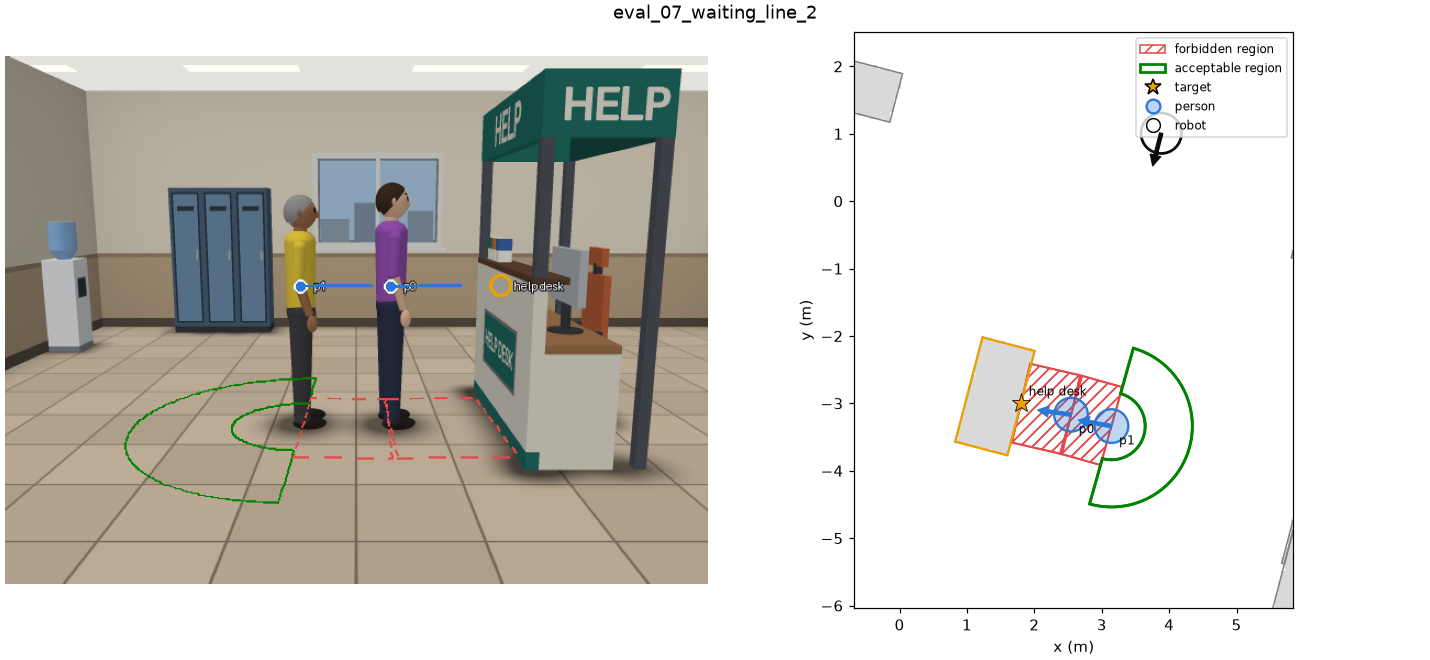 eval_07_waiting_line_2
HELP
HELP
HELP DESK
p1
p0
help desk
forbidden region
acceptable region
target
person
robot
help desk
p0
p1
2
1
0
−1
−2
−3
−4
−5
−6
0
1
2
3
4
5
y (m)
x (m)